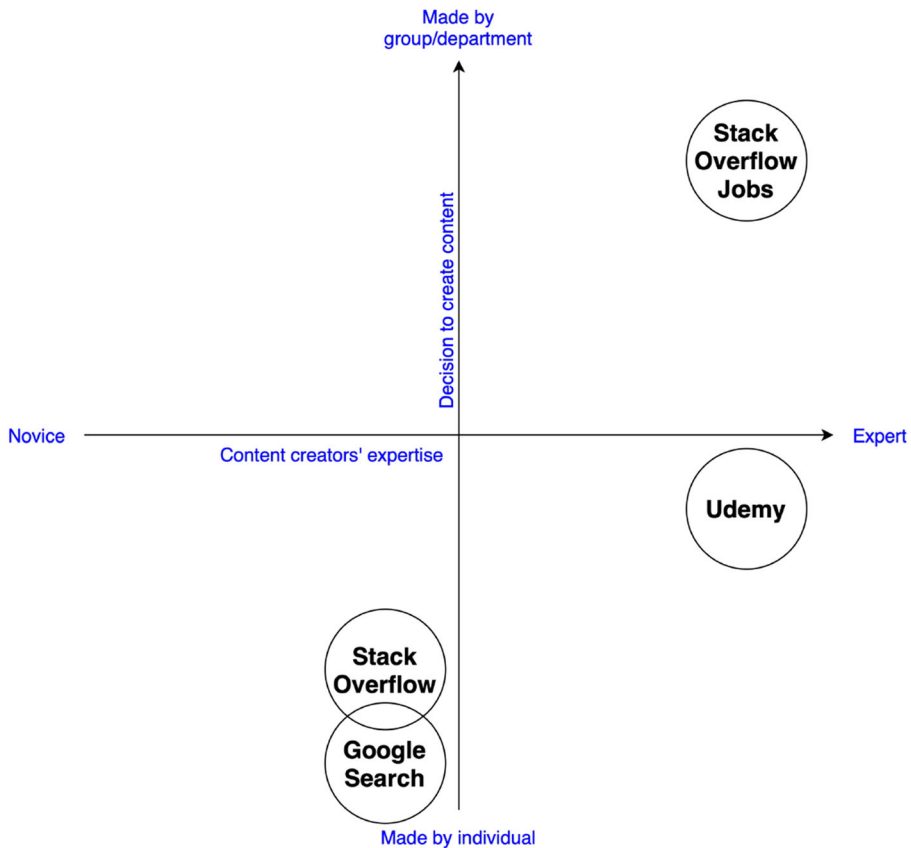 Made by
group/department
Stack
Overflow
Jobs
Decision to create content
Novice
Expert
Content creators' expertise
Udemy
Stack
Overflow
Google
Search
Made by individual